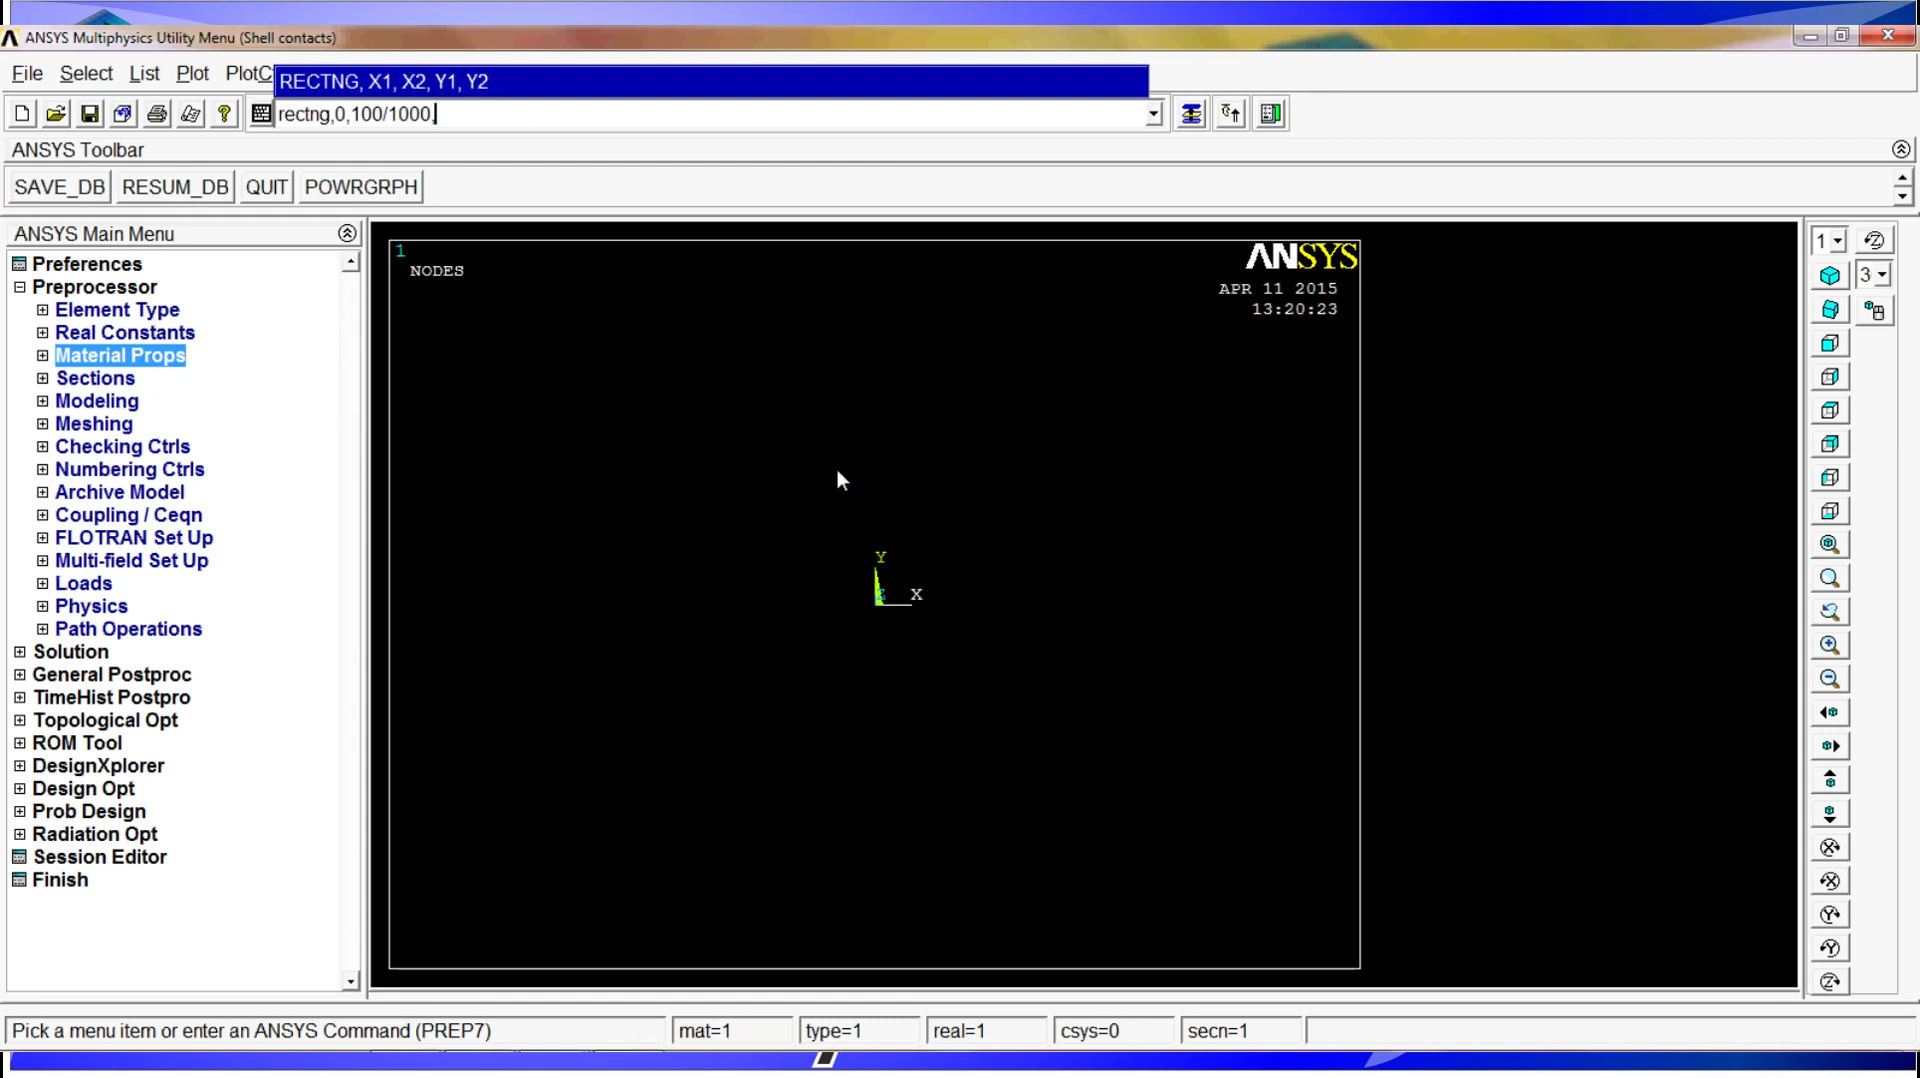 ANSYS Multiphysics Utility Menu (Shell contacts)
File Select List Plot PlotC
RECTNG, X1, X2, Y1, Y2
rectng,0,100/1000,
ANSYS Toolbar
SAVE_DB RESUM_DB QUIT POWRGRPH
ANSYS Main Menu
Preferences
Preprocessor
Element Type
Real Constants
Material Props
Sections
Modeling
Meshing
Checking Ctrls
Numbering Ctrls
Archive Model
Coupling / Ceqn
FLOTRAN Set Up
Multi-field Set Up
Loads
Physics
Path Operations
Solution
General Postproc
TimeHist Postpro
Topological Opt
ROM Tool
DesignXplorer
Design Opt
Prob Design
Radiation Opt
Session Editor
Finish
1
NODES
ANSYS
APR 11 2015
13:20:23
Y
Z X
1
3
Pick a menu item or enter an ANSYS Command (PREP7) mat=1 type=1 real=1 csys=0 secn=1